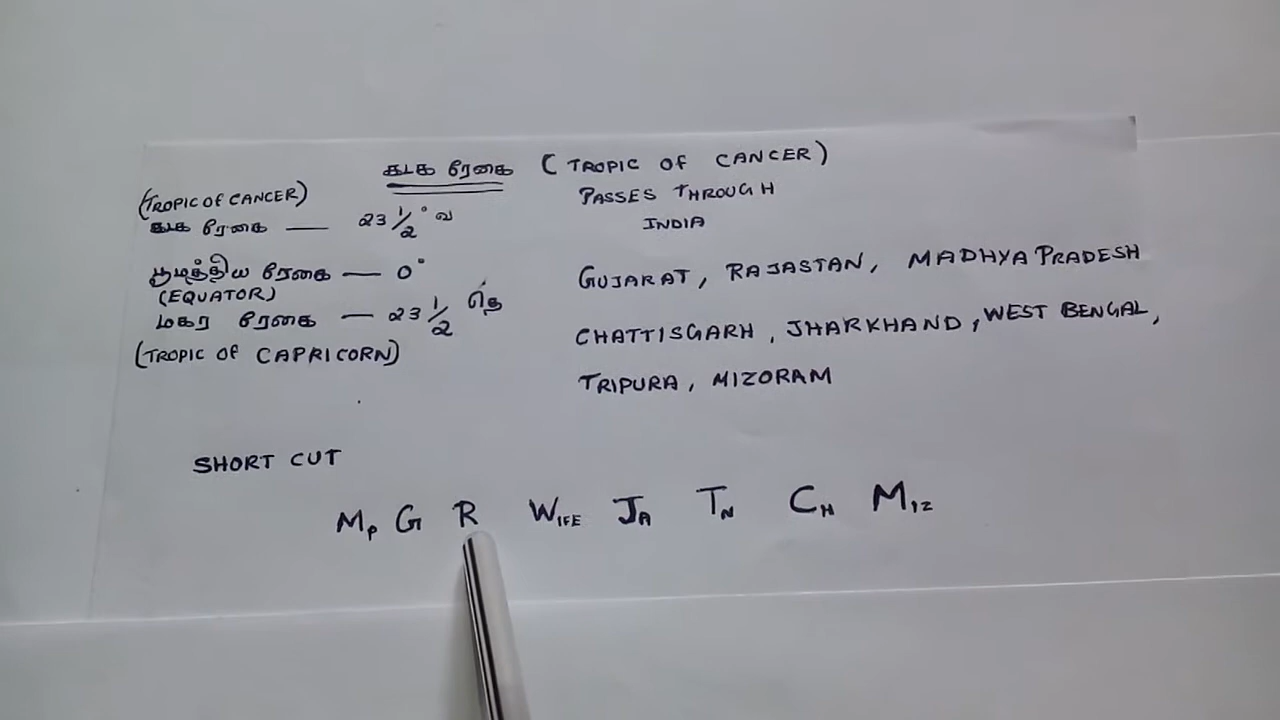 கடக ரேகை (TROPIC OF CANCER)
PASSES THROUGH
INDIA
(TROPIC OF CANCER)
கடக ரேகை — 23 1/2° வ
பூமத்திய ரேகை — 0°
(EQUATOR)
மகர ரேகை — 23 1/2 தெ
(TROPIC OF CAPRICORN)
GUJARAT, RAJASTAN, MADHYA PRADESH
CHATTISGARH, JHARKHAND, WEST BENGAL,
TRIPURA, MIZORAM
SHORT CUT
MP G R WIFE JA TN CH MIZ